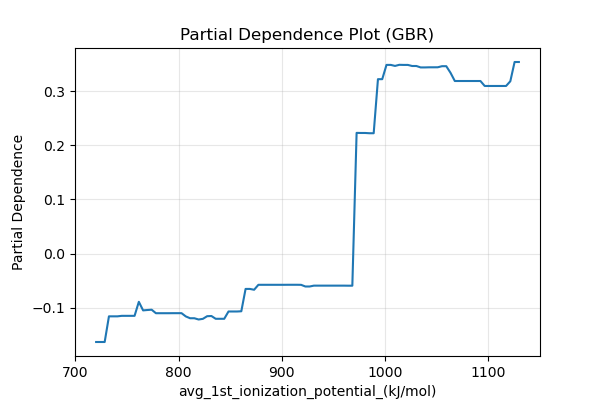 Partial Dependence Plot (GBR)
Partial Dependence
0.3
0.2
0.1
0.0
−0.1
700 800 900 1000 1100
avg_1st_ionization_potential_(kJ/mol)